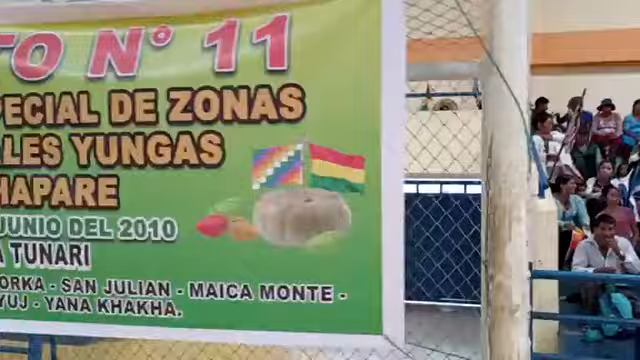 TO N° 11
PECIAL DE ZONAS
ALES YUNGAS
HAPARE
JUNIO DEL 2010
A TUNARI
ORKA - SAN JULIAN - MAICA MONTE -
YUJ - YANA KHAKHA.